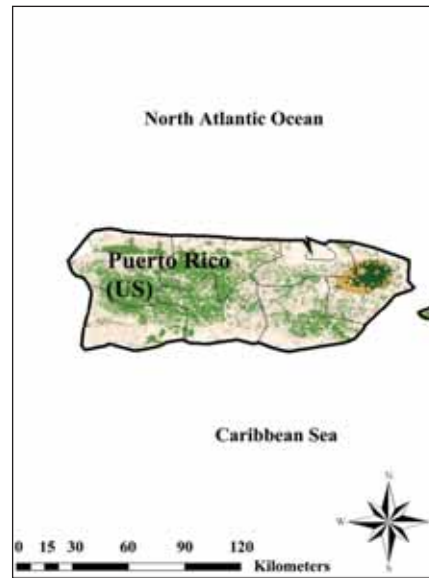 North Atlantic Ocean
Puerto Rico
(US)
Caribbean Sea
N
W
E
S
0 15 30 60 90 120
Kilometers